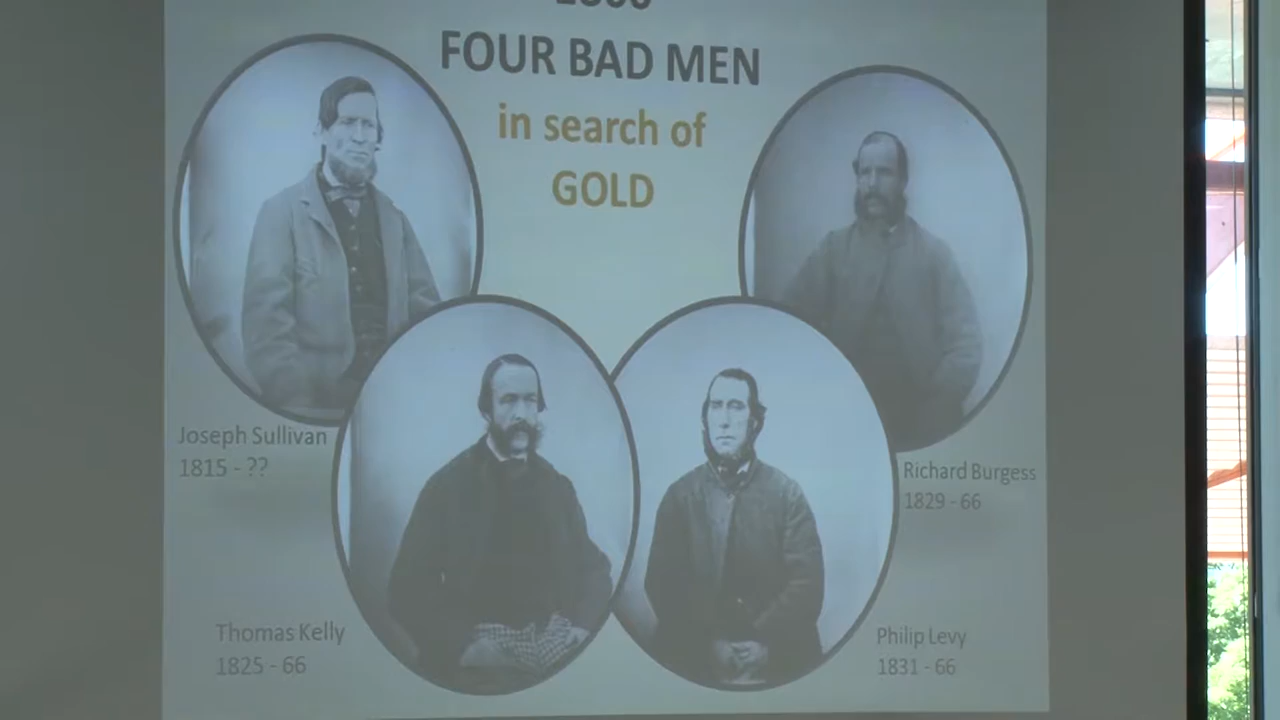 FOUR BAD MEN
in search of
GOLD
Joseph Sullivan
1815 - ??
Richard Burgess
1829 - 66
Thomas Kelly
1825 - 66
Philip Levy
1831 - 66